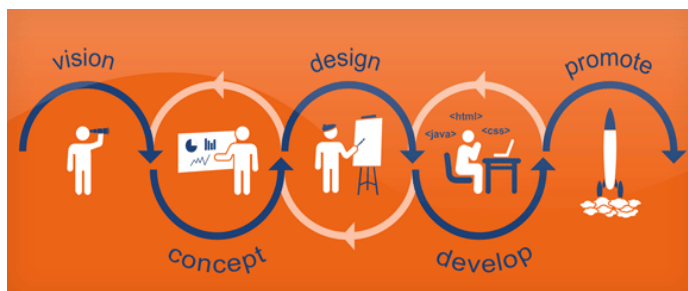 vision
concept
design
<html>
<java>
<css>
develop
promote